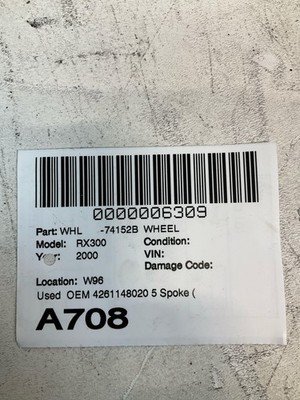 0000006309
Part: WHL -74152B WHEEL
Model: RX300 Condition:
Year: 2000 VIN:
Damage Code:
Location: W96
Used OEM 4261148020 5 Spoke (
A708